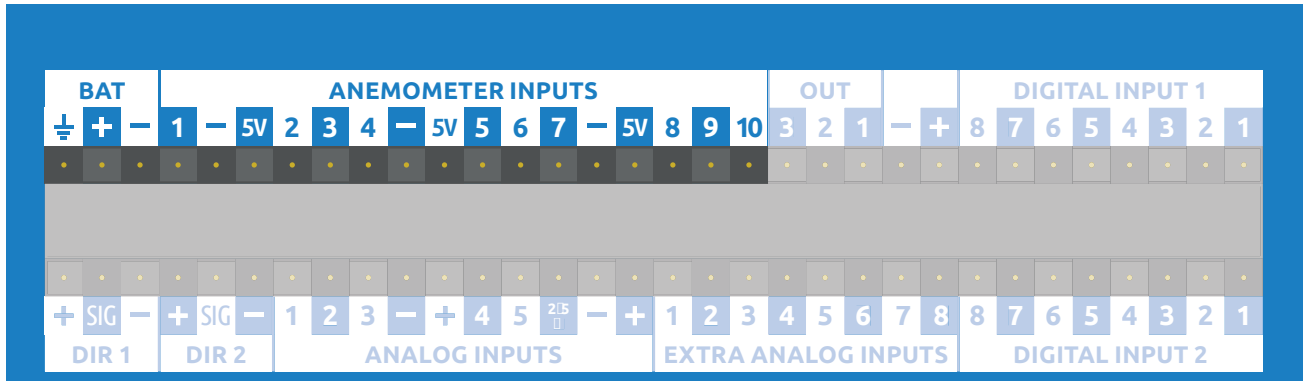 BAT ANEMOMETER INPUTS OUT DIGITAL INPUT 1
+ − 1 − 5V 2 3 4 − 5V 5 6 7 − 5V 8 9 10 3 2 1 − + 8 7 6 5 4 3 2 1
+ SIG − + SIG − 1 2 3 − + 4 5 2▯5▯ − + 1 2 3 4 5 6 7 8 8 7 6 5 4 3 2 1
DIR 1 DIR 2 ANALOG INPUTS EXTRA ANALOG INPUTS DIGITAL INPUT 2